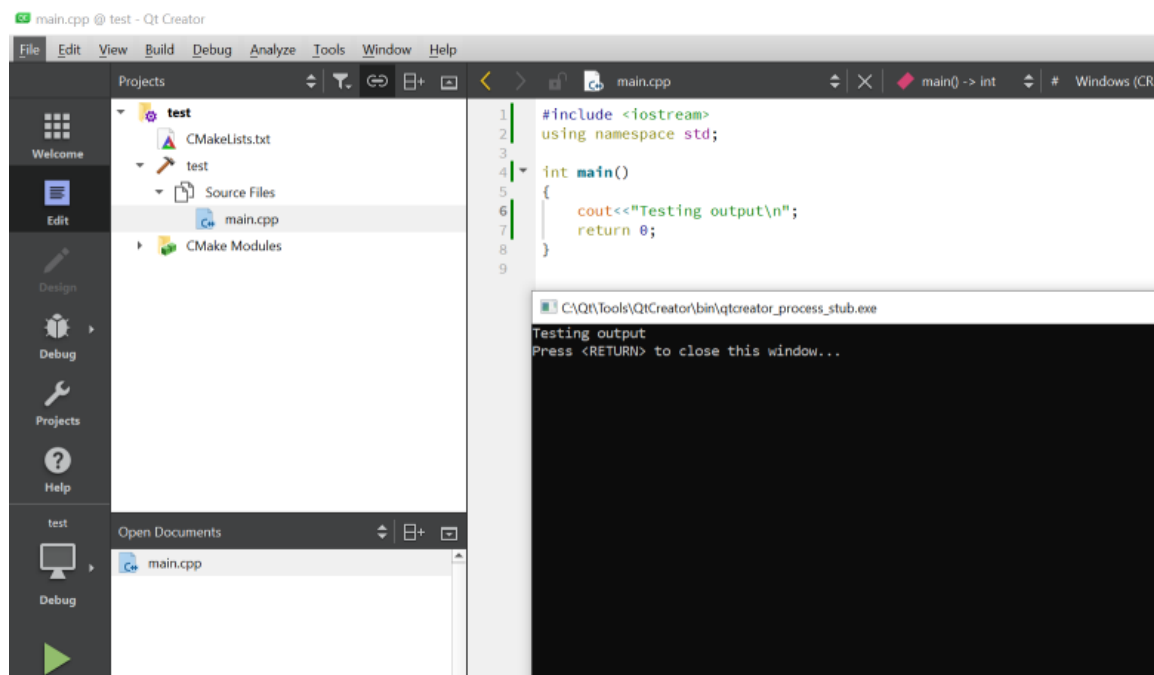 main.cpp @ test - Qt Creator
File Edit View Build Debug Analyze Tools Window Help
Projects
main.cpp
main() -> int
# Windows (CR
Welcome
Edit
Design
Debug
Projects
Help
test
Debug
test
CMakeLists.txt
test
Source Files
main.cpp
CMake Modules
Open Documents
main.cpp
1 #include <iostream>
2 using namespace std;
3
4 int main()
5 {
6 cout<<"Testing output\n";
7 return 0;
8 }
9
C:\Qt\Tools\QtCreator\bin\qtcreator_process_stub.exe
Testing output
Press <RETURN> to close this window...